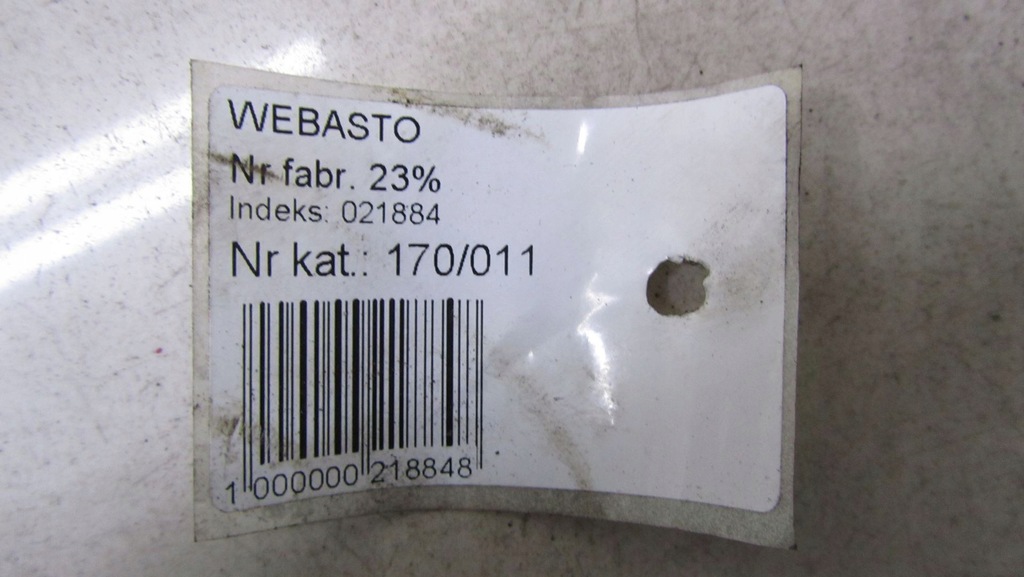 WEBASTO
Nr fabr. 23%
Indeks: 021884
Nr kat.: 170/011
1 000000 218848